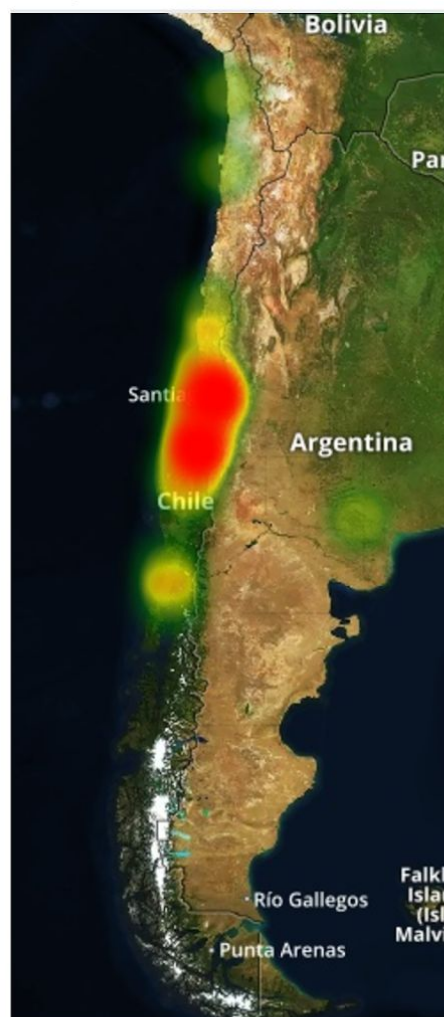 Bolivia
Par
Santia
Argentina
Chile
Río Gallegos
Falkl
Islan
(Isl
Malvi
Punta Arenas